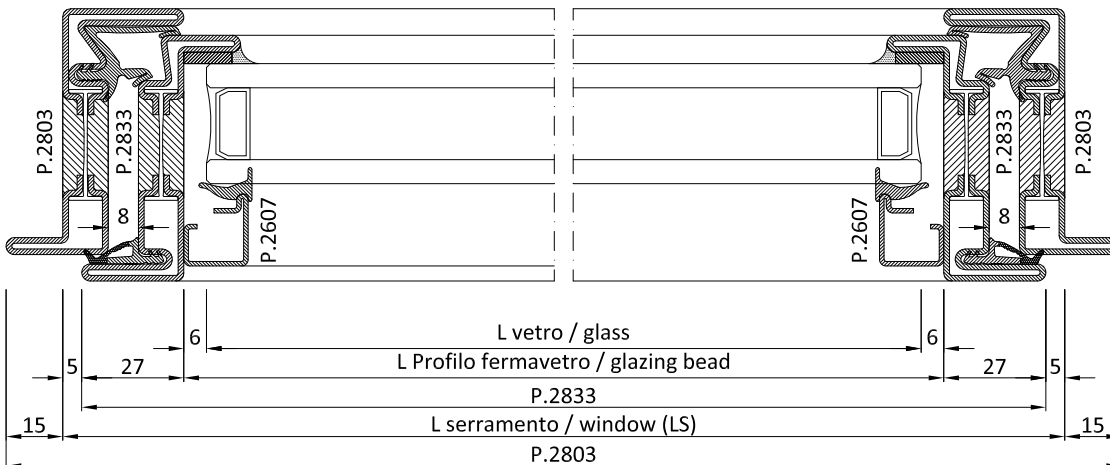 P.2803
P.2833
8
P.2607
P.2607
P.2833
8
P.2803
6
L vetro / glass
6
5
27
L Profilo fermavetro / glazing bead
27
5
P.2833
15
L serramento / window (LS)
15
P.2803